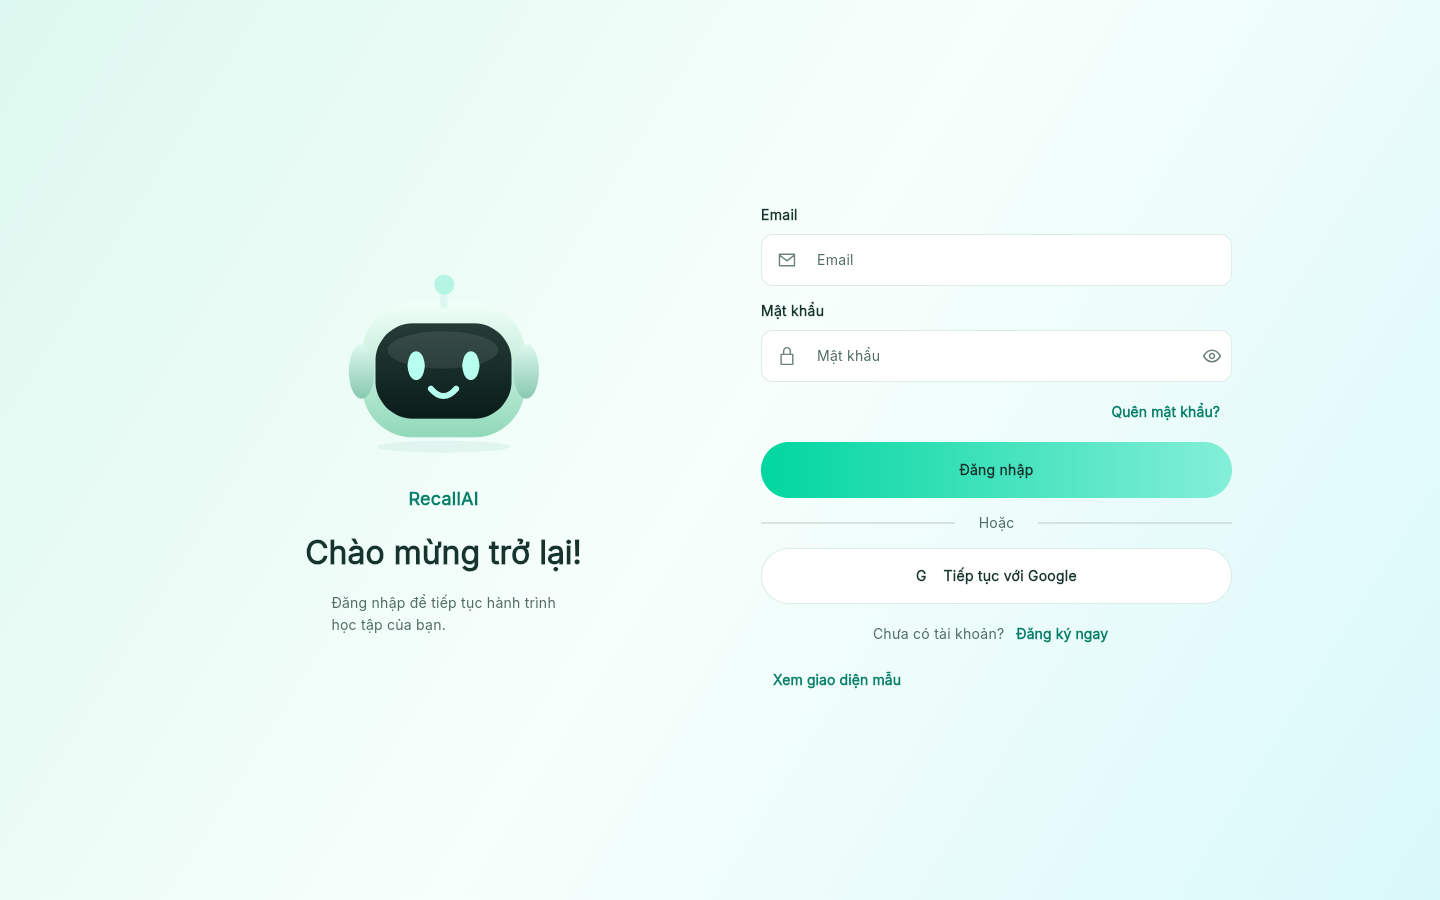 RecallAI
Chào mừng trở lại!
Đăng nhập để tiếp tục hành trình
học tập của bạn.
Email
Email
Mật khẩu
Mật khẩu
Quên mật khẩu?
Đăng nhập
Hoặc
G Tiếp tục với Google
Chưa có tài khoản? Đăng ký ngay
Xem giao diện mẫu